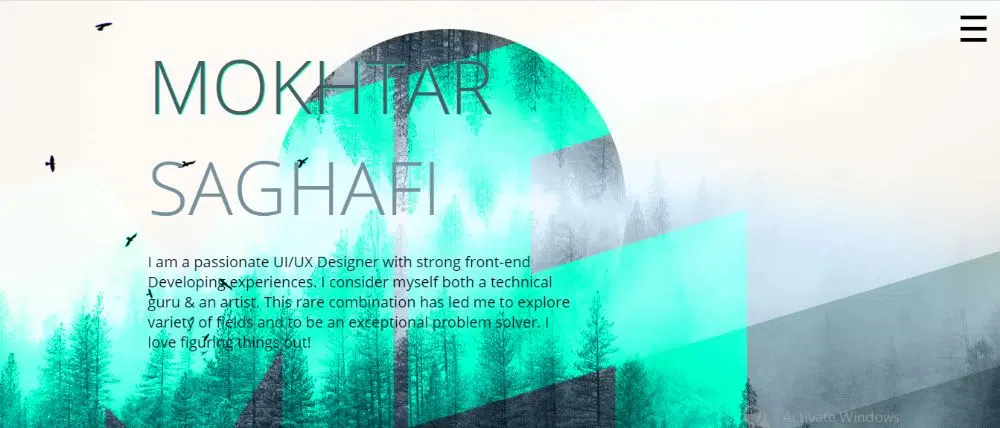 MOKHTAR
SAGHAFI
I am a passionate UI/UX Designer with strong front-end
Developing experiences. I consider myself both a technical
guru & an artist. This rare combination has led me to explore
variety of fields and to be an exceptional problem solver. I
love figuring things out!
Activate Windows